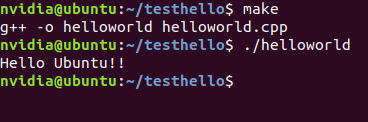 nvidia@ubuntu:~/testhello$ make
g++ -o helloworld helloworld.cpp
nvidia@ubuntu:~/testhello$ ./helloworld
Hello Ubuntu!!
nvidia@ubuntu:~/testhello$